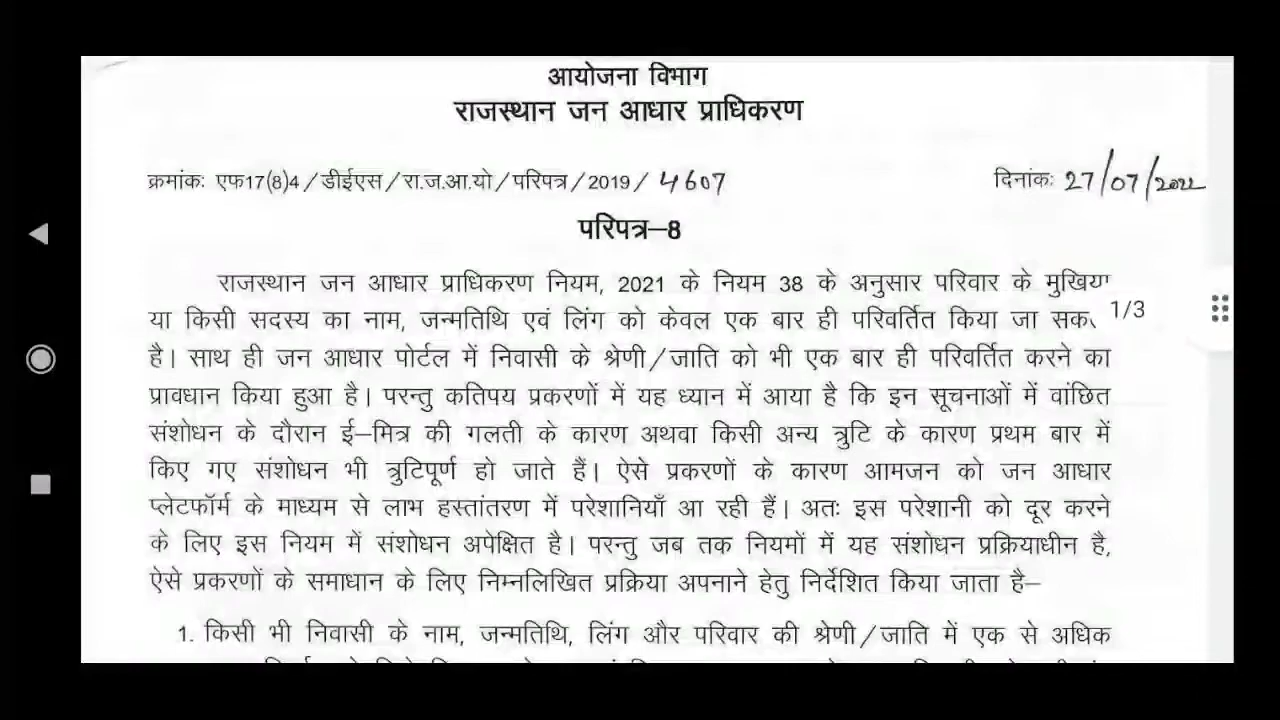 आयोजना विभाग
राजस्थान जन आधार प्राधिकरण
क्रमांकः एफ17(8)4/डीईएस/रा.ज.आ.यो/परिपत्र/2019/ 4607
दिनांकः 27/07/2022
परिपत्र–8
राजस्थान जन आधार प्राधिकरण नियम, 2021 के नियम 38 के अनुसार परिवार के मुखिया
या किसी सदस्य का नाम, जन्मतिथि एवं लिंग को केवल एक बार ही परिवर्तित किया जा
1/3
है। साथ ही जन आधार पोर्टल में निवासी के श्रेणी/जाति को भी एक बार ही परिवर्तित करने का
प्रावधान किया हुआ है। परन्तु कतिपय प्रकरणों में यह ध्यान में आया है कि इन सूचनाओं में वांछित
संशोधन के दौरान ई–मित्र की गलती के कारण अथवा किसी अन्य त्रुटि के कारण प्रथम बार में
किए गए संशोधन भी त्रुटिपूर्ण हो जाते हैं। ऐसे प्रकरणों के कारण आमजन को जन आधार
प्लेटफॉर्म के माध्यम से लाभ हस्तांतरण में परेशानियाँ आ रही हैं। अतः इस परेशानी को दूर करने
के लिए इस नियम में संशोधन अपेक्षित है। परन्तु जब तक नियमों में यह संशोधन प्रक्रियाधीन है,
ऐसे प्रकरणों के समाधान के लिए निम्नलिखित प्रक्रिया अपनाने हेतु निर्देशित किया जाता है–
1. किसी भी निवासी के नाम, जन्मतिथि, लिंग और परिवार की श्रेणी/जाति में एक से अधिक